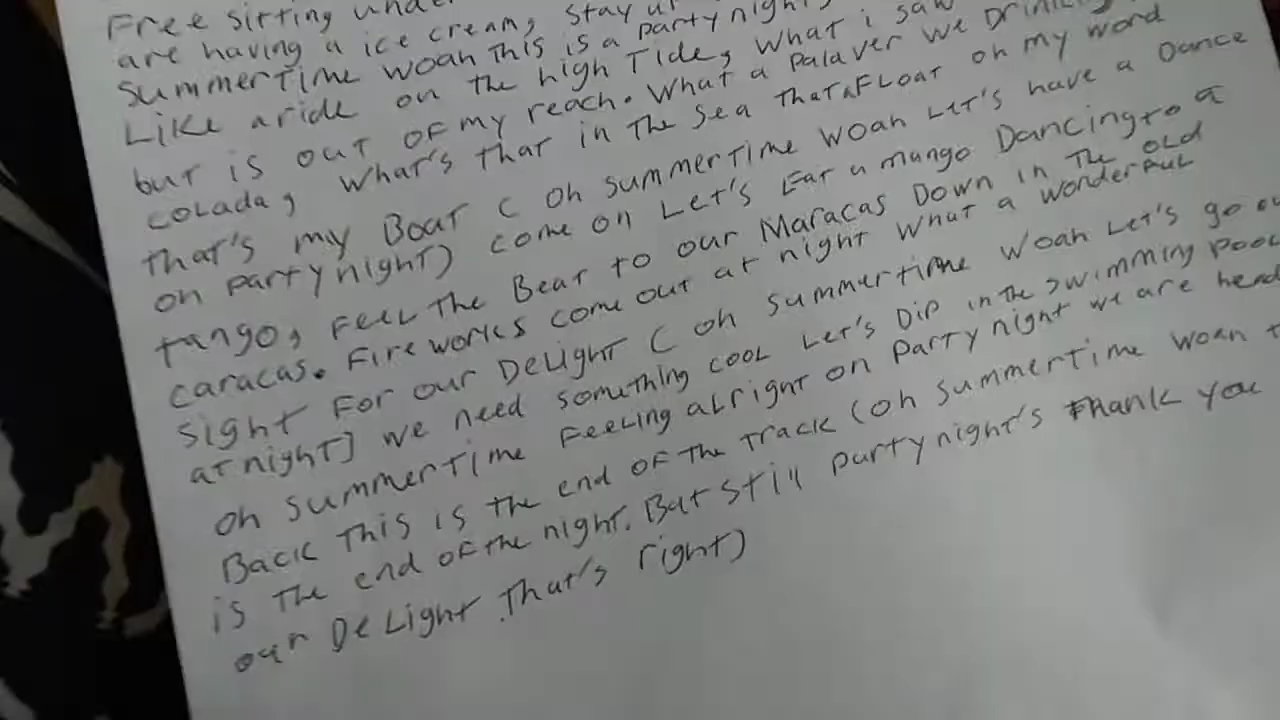 Free sitting under
are having a ice cream, stay u
summerTime woah This is a party night
Like a ride on the high Tide, what i saw
but is out of my reach. What a Palaver we Drink
colada, what's that in the sea that a Float oh my word
that's my Boat ( oh summertime woah Let's have a Dance
on party night) come on Let's Eat a mango Dancing to a
tango, Feel the Beat to our Maracas Down in The old
caracas. Fireworks come out at night what a wonderful
sight For our Delight ( oh summertime woah Let's go ou
at night) we need something cool Let's Dip in the swimming pool
oh summertime Feeling alright on party night we are head
Back This is the end of the track (oh summertime woah t
is the end of the night. But still party night's thank you
our DeLight. That's right)